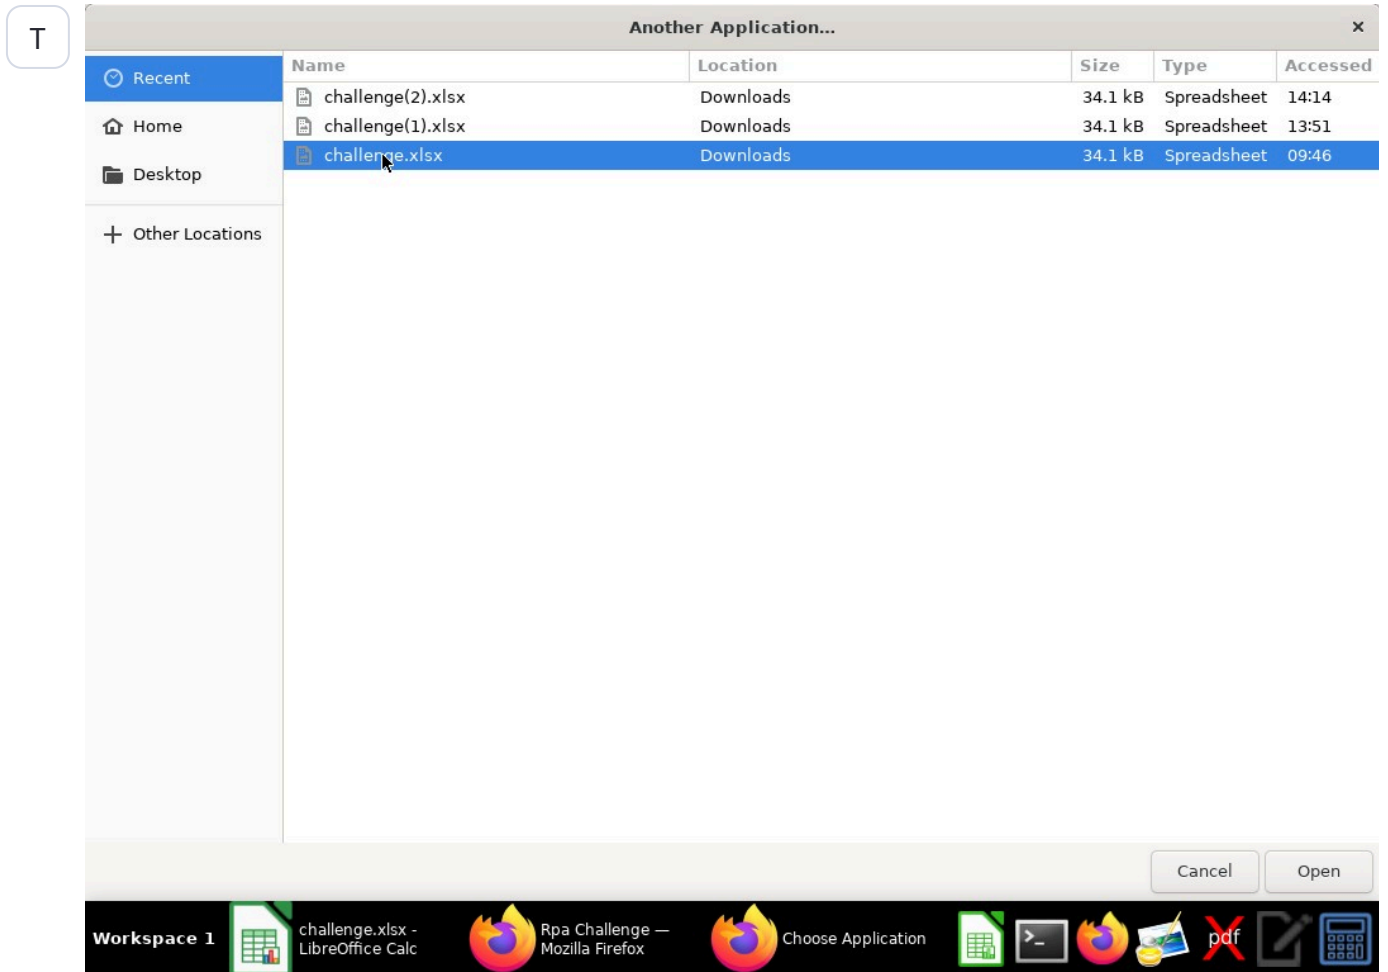 T
Another Application...
Recent
Home
Desktop
Other Locations
Name Location Size Type Accessed
challenge(2).xlsx Downloads 34.1 kB Spreadsheet 14:14
challenge(1).xlsx Downloads 34.1 kB Spreadsheet 13:51
challenge.xlsx Downloads 34.1 kB Spreadsheet 09:46
Cancel Open
Workspace 1
challenge.xlsx -
LibreOffice Calc
Rpa Challenge —
Mozilla Firefox
Choose Application
>_
pdf